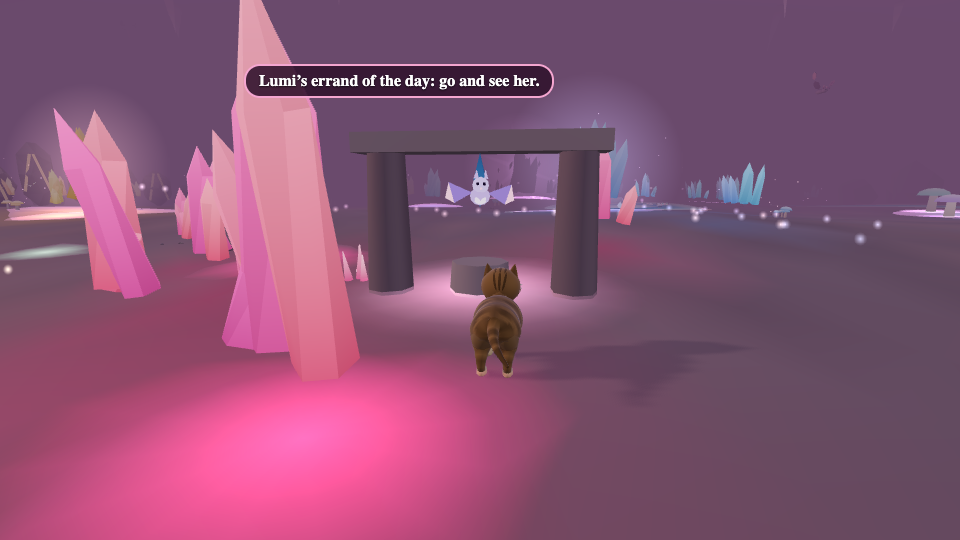 Lumi’s errand of the day: go and see her.